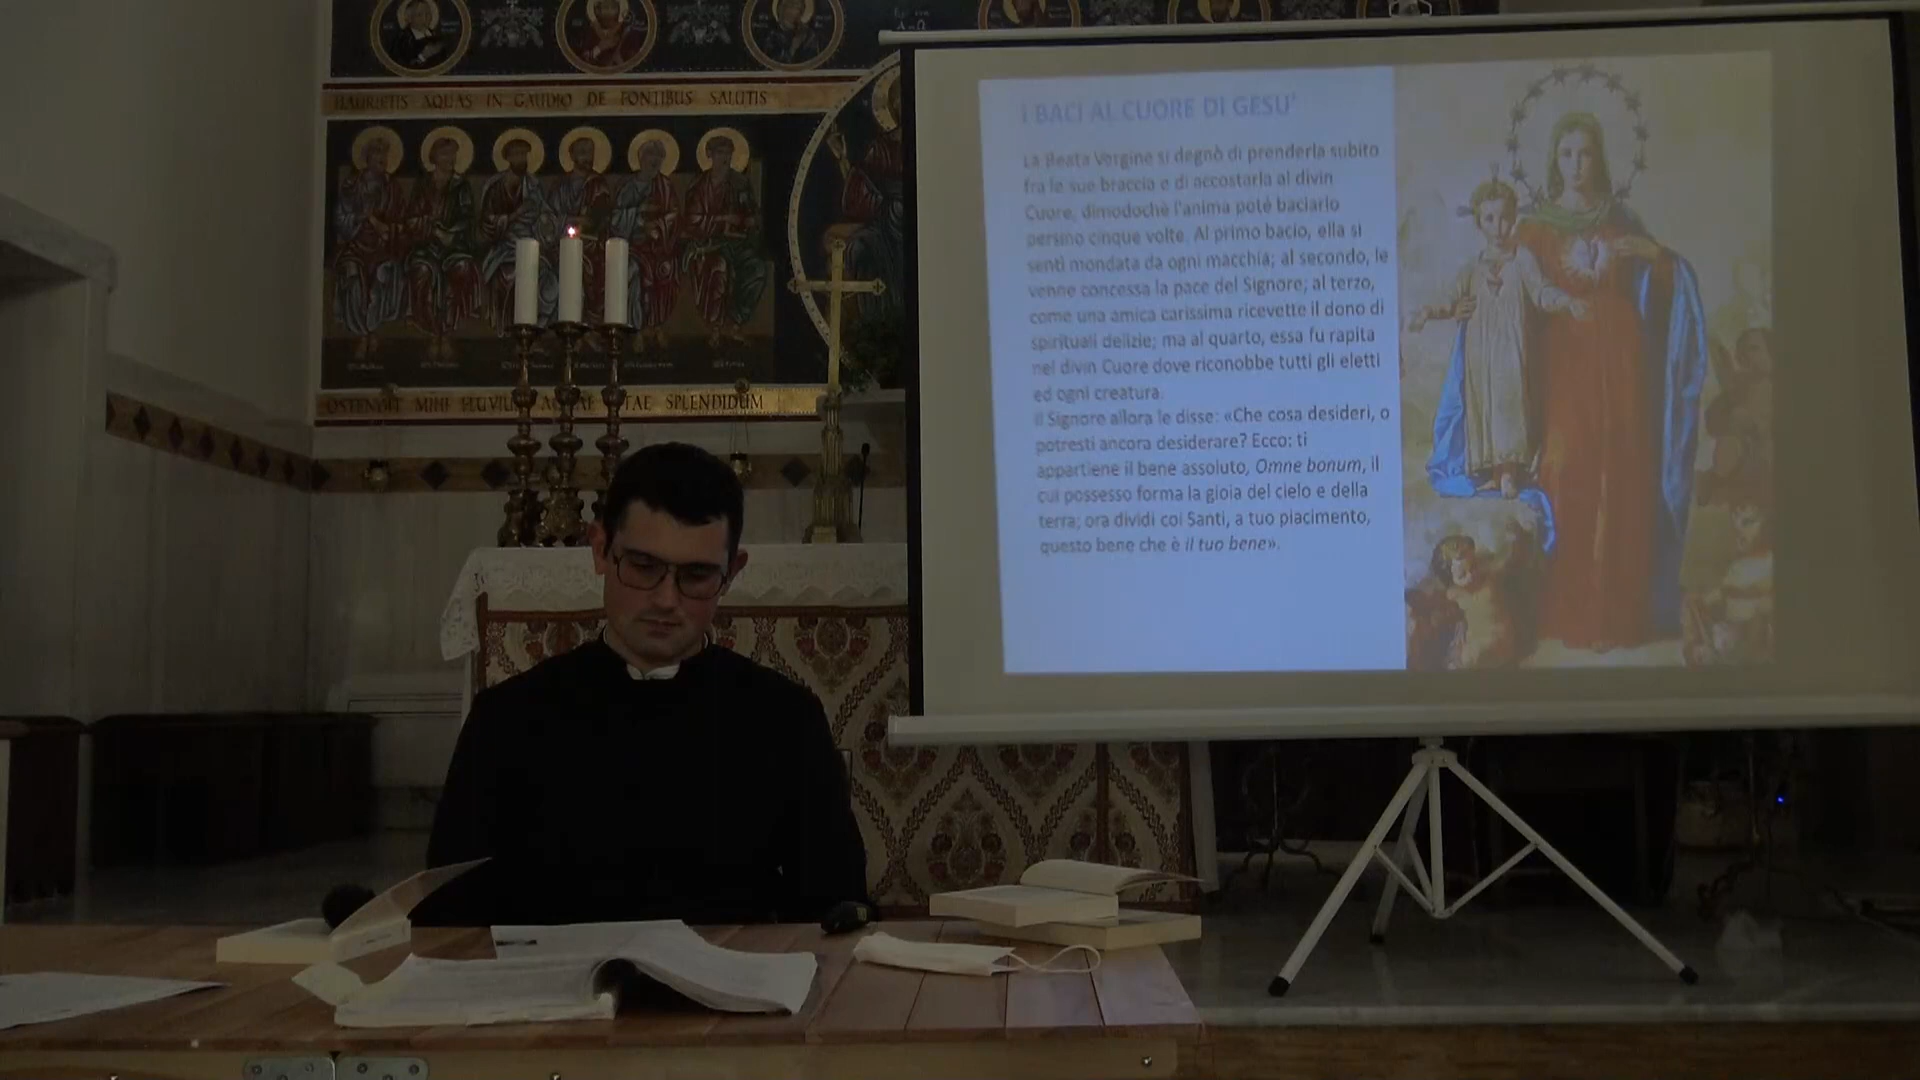 HAURIETIS AQUAS IN GAUDIO DE FONTIBUS SALUTIS
OSTENDIT MIHI FLUVIUM AQUAE VITAE SPLENDIDUM
I BACI AL CUORE DI GESU'
La Beata Vergine si degnò di prenderla subito
fra le sue braccia e di accostarla al divin
Cuore, dimodochè l'anima poté baciarlo
persino cinque volte. Al primo bacio, ella si
sentì mondata da ogni macchia; al secondo, le
venne concessa la pace del Signore; al terzo,
come una amica carissima ricevette il dono di
spirituali delizie; ma al quarto, essa fu rapita
nel divin Cuore dove riconobbe tutti gli eletti
ed ogni creatura.
Il Signore allora le disse: «Che cosa desideri, o
potresti ancora desiderare? Ecco: ti
appartiene il bene assoluto, Omne bonum, il
cui possesso forma la gioia del cielo e della
terra; ora dividi coi Santi, a tuo piacimento,
questo bene che è il tuo bene».